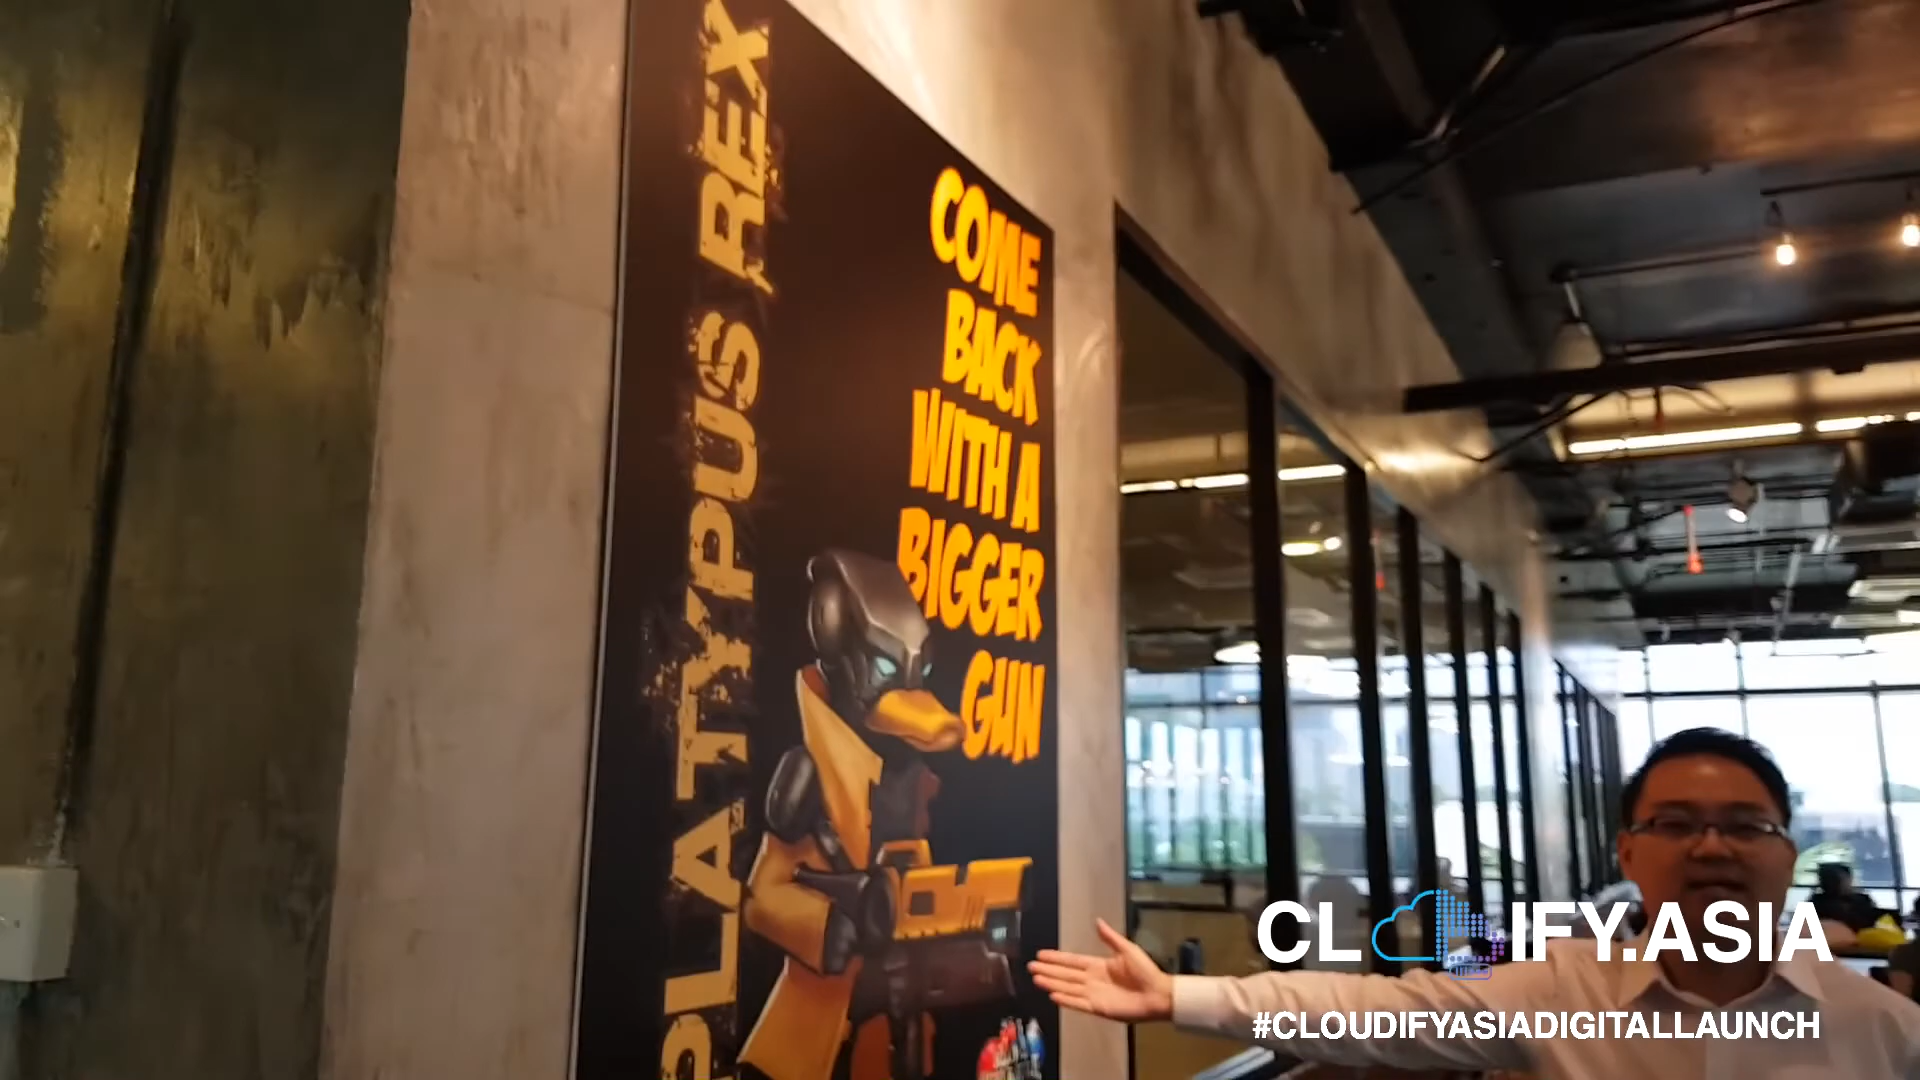 PLATYPUS REX
COME
BACK
WITH A
BIGGER
GUN
CLOUDIFY.ASIA
#CLOUDIFYASIADIGITALLAUNCH